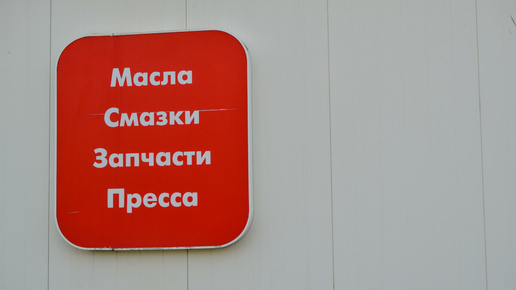 Масла
Смазки
Запчасти
Пресса